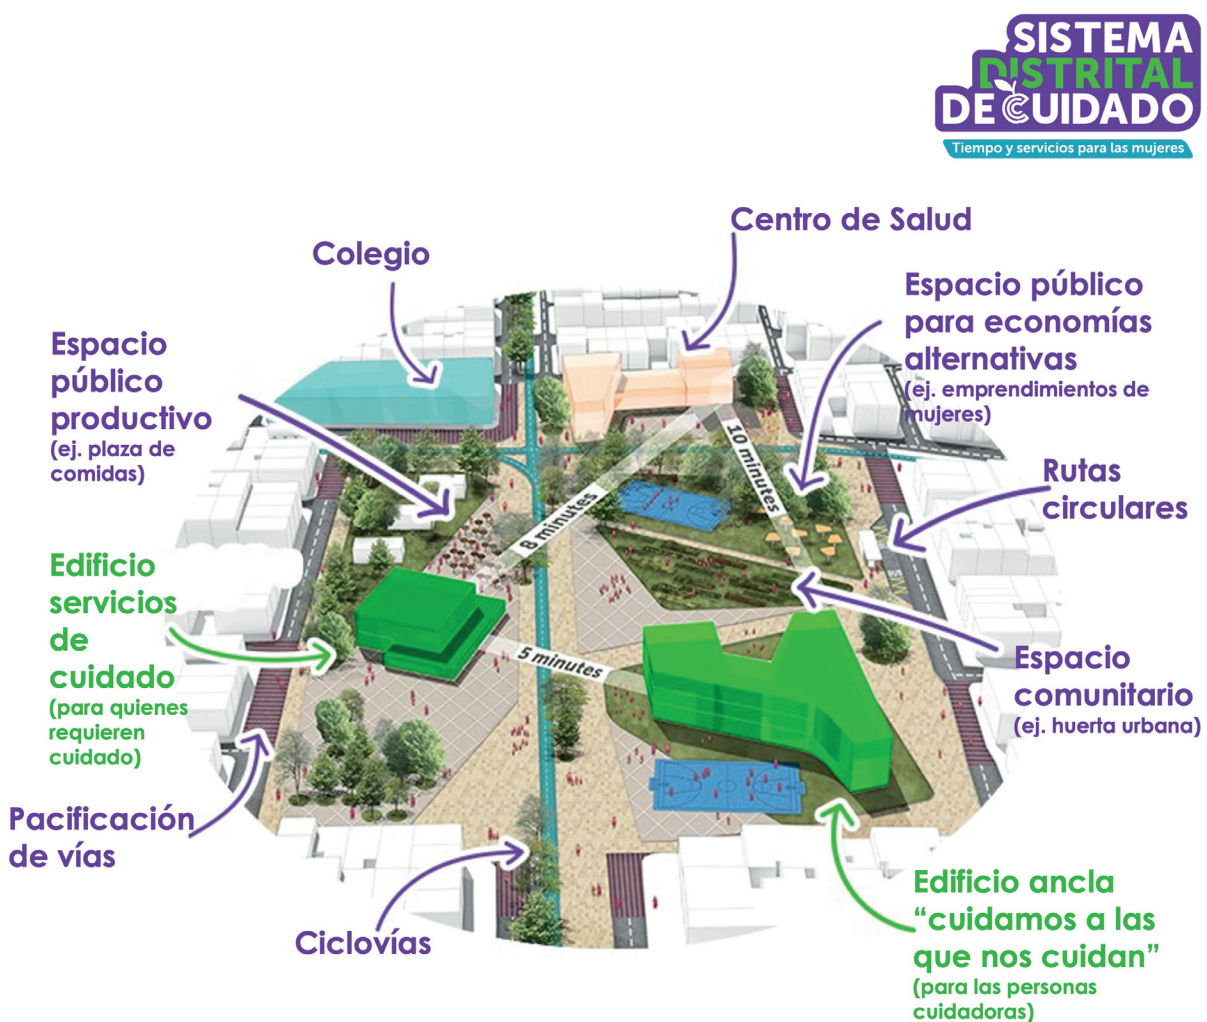 SISTEMA
DISTRITAL
DE CUIDADO
Tiempo y servicios para las mujeres
Centro de Salud
Colegio
Espacio público
para economías
alternativas
(ej. emprendimientos de
mujeres)
Espacio
público
productivo
(ej. plaza de
comidas)
10 minutes
Rutas
circulares
8 minutes
Edificio
servicios
de
cuidado
(para quienes
requieren
cuidado)
5 minutes
Espacio
comunitario
(ej. huerta urbana)
Pacificación
de vías
Ciclovías
Edificio ancla
“cuidamos a las
que nos cuidan”
(para las personas
cuidadoras)